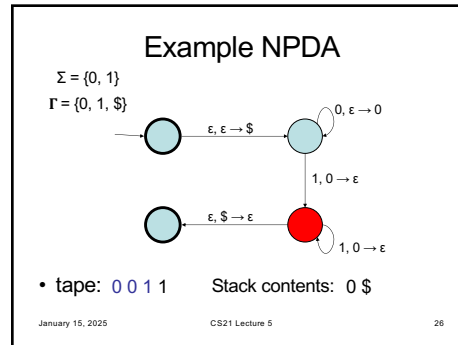 Example NPDA
Σ = {0, 1}
Γ = {0, 1, $}
ε, ε → $
0, ε → 0
1, 0 → ε
ε, $ → ε
1, 0 → ε
• tape: 0 0 1 1 Stack contents: 0 $
January 15, 2025 CS21 Lecture 5 26